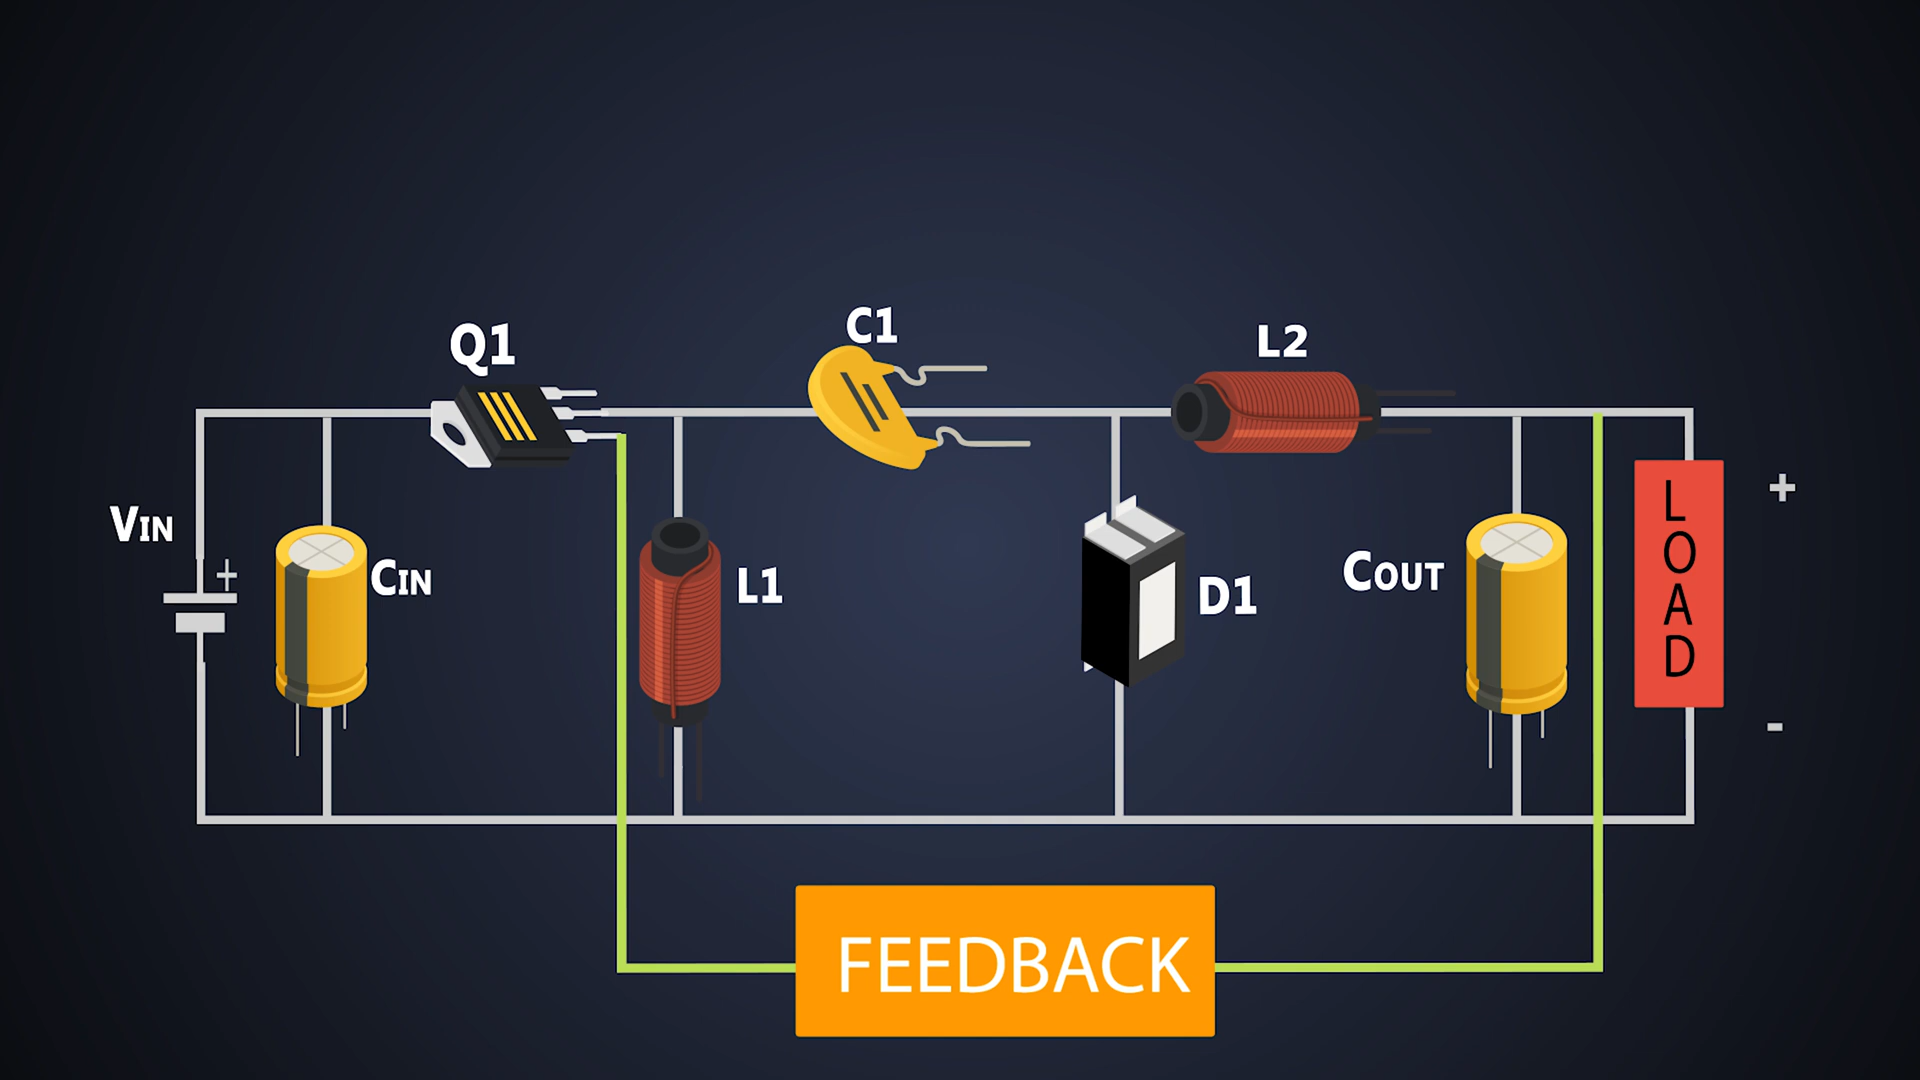 Q1
C1
L2
VIN
+
CIN
L1
D1
COUT
LOAD
+
-
FEEDBACK